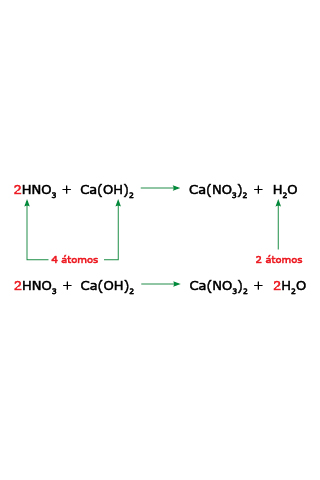 2HNO₃ + Ca(OH)₂ → Ca(NO₃)₂ + H₂O
4 átomos 2 átomos
2HNO₃ + Ca(OH)₂ → Ca(NO₃)₂ + 2H₂O